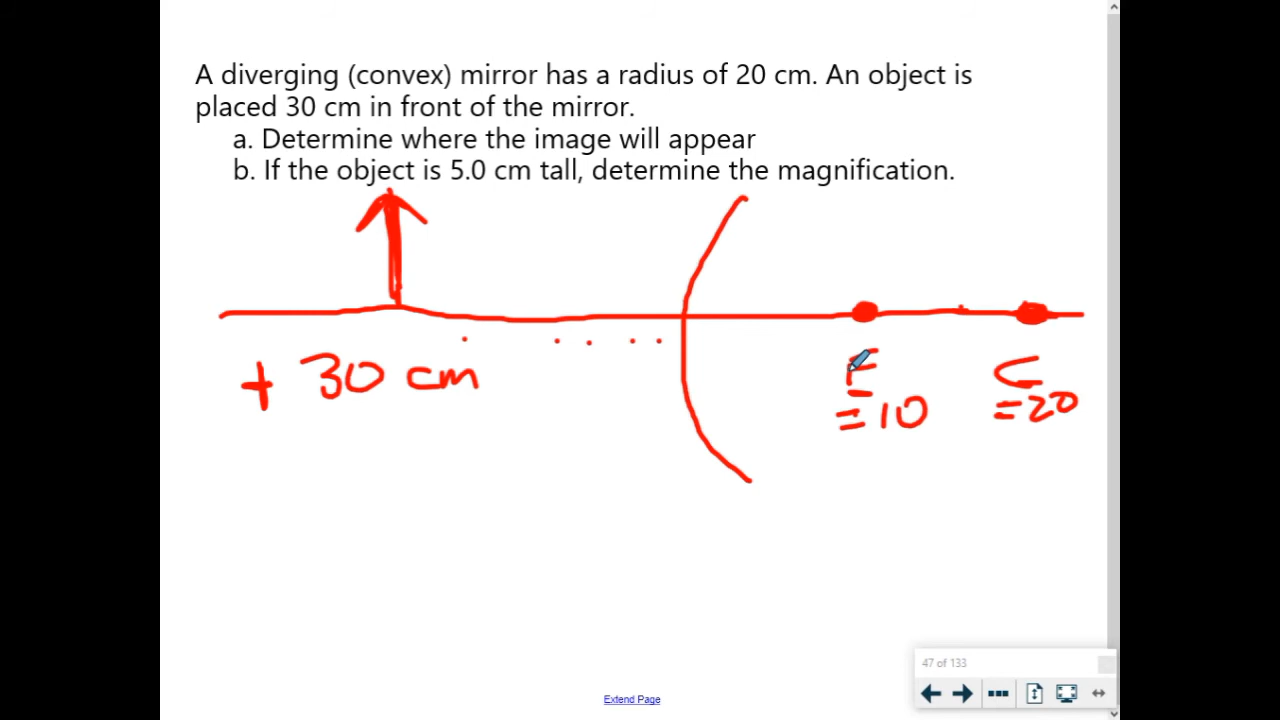 A diverging (convex) mirror has a radius of 20 cm. An object is
placed 30 cm in front of the mirror.
a. Determine where the image will appear
b. If the object is 5.0 cm tall, determine the magnification.
+ 30 cm
F
=10
C
=20
47 of 133
Extend Page